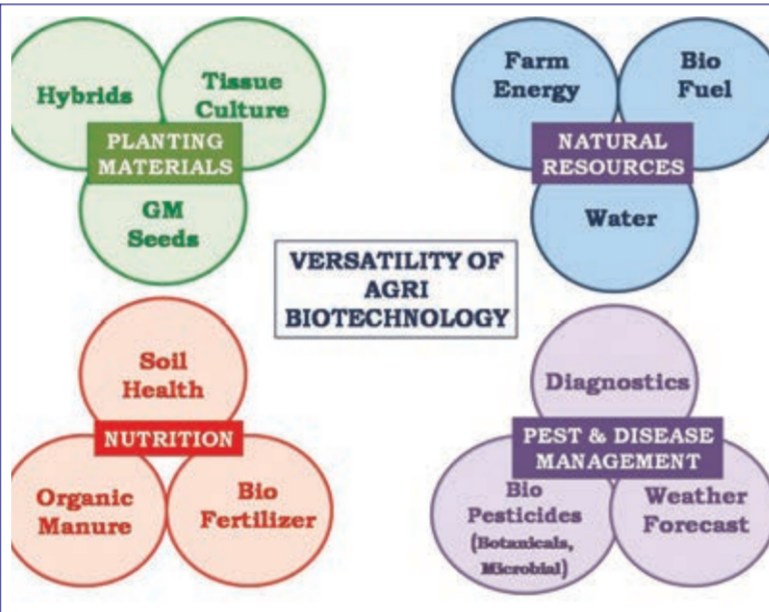 Hybrids
Tissue
Culture
PLANTING
MATERIALS
GM
Seeds
Farm
Energy
Bio
Fuel
NATURAL
RESOURCES
Water
VERSATILITY OF
AGRI
BIOTECHNOLOGY
Soil
Health
NUTRITION
Organic
Manure
Bio
Fertilizer
Diagnostics
PEST & DISEASE
MANAGEMENT
Bio
Pesticides
(Botanicals,
Microbial)
Weather
Forecast